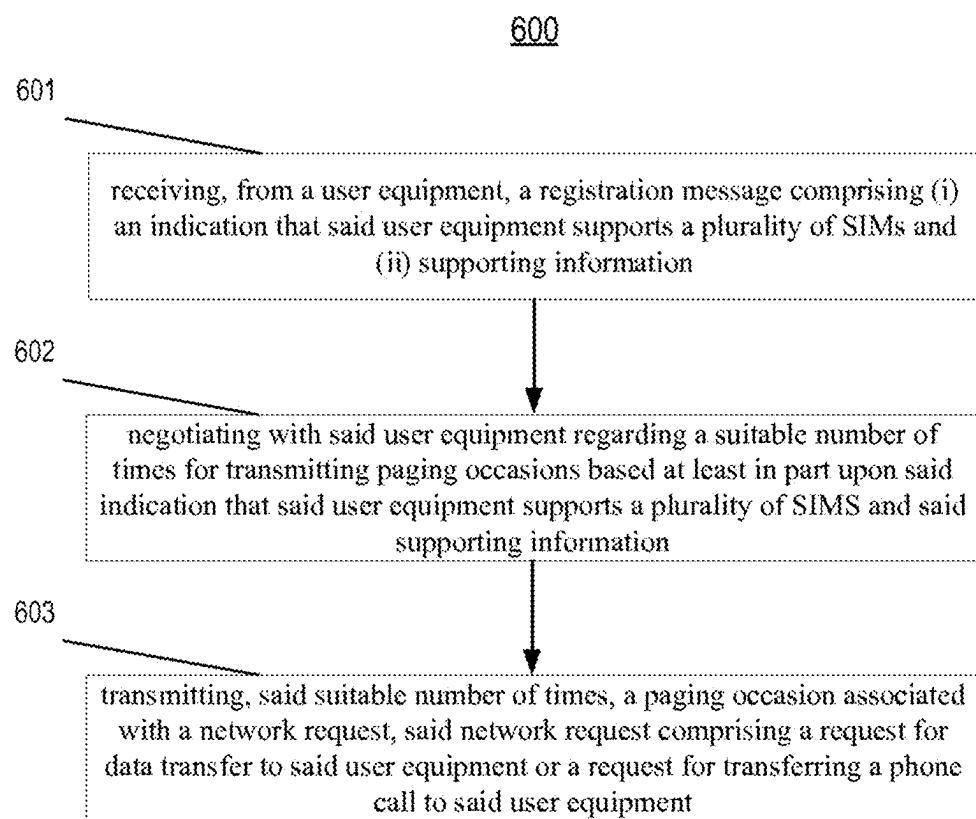 600
601
receiving, from a user equipment, a registration message comprising (i)
an indication that said user equipment supports a plurality of SIMs and
(ii) supporting information
602
negotiating with said user equipment regarding a suitable number of
times for transmitting paging occasions based at least in part upon said
indication that said user equipment supports a plurality of SIMS and said
supporting information
603
transmitting, said suitable number of times, a paging occasion associated
with a network request, said network request comprising a request for
data transfer to said user equipment or a request for transferring a phone
call to said user equipment